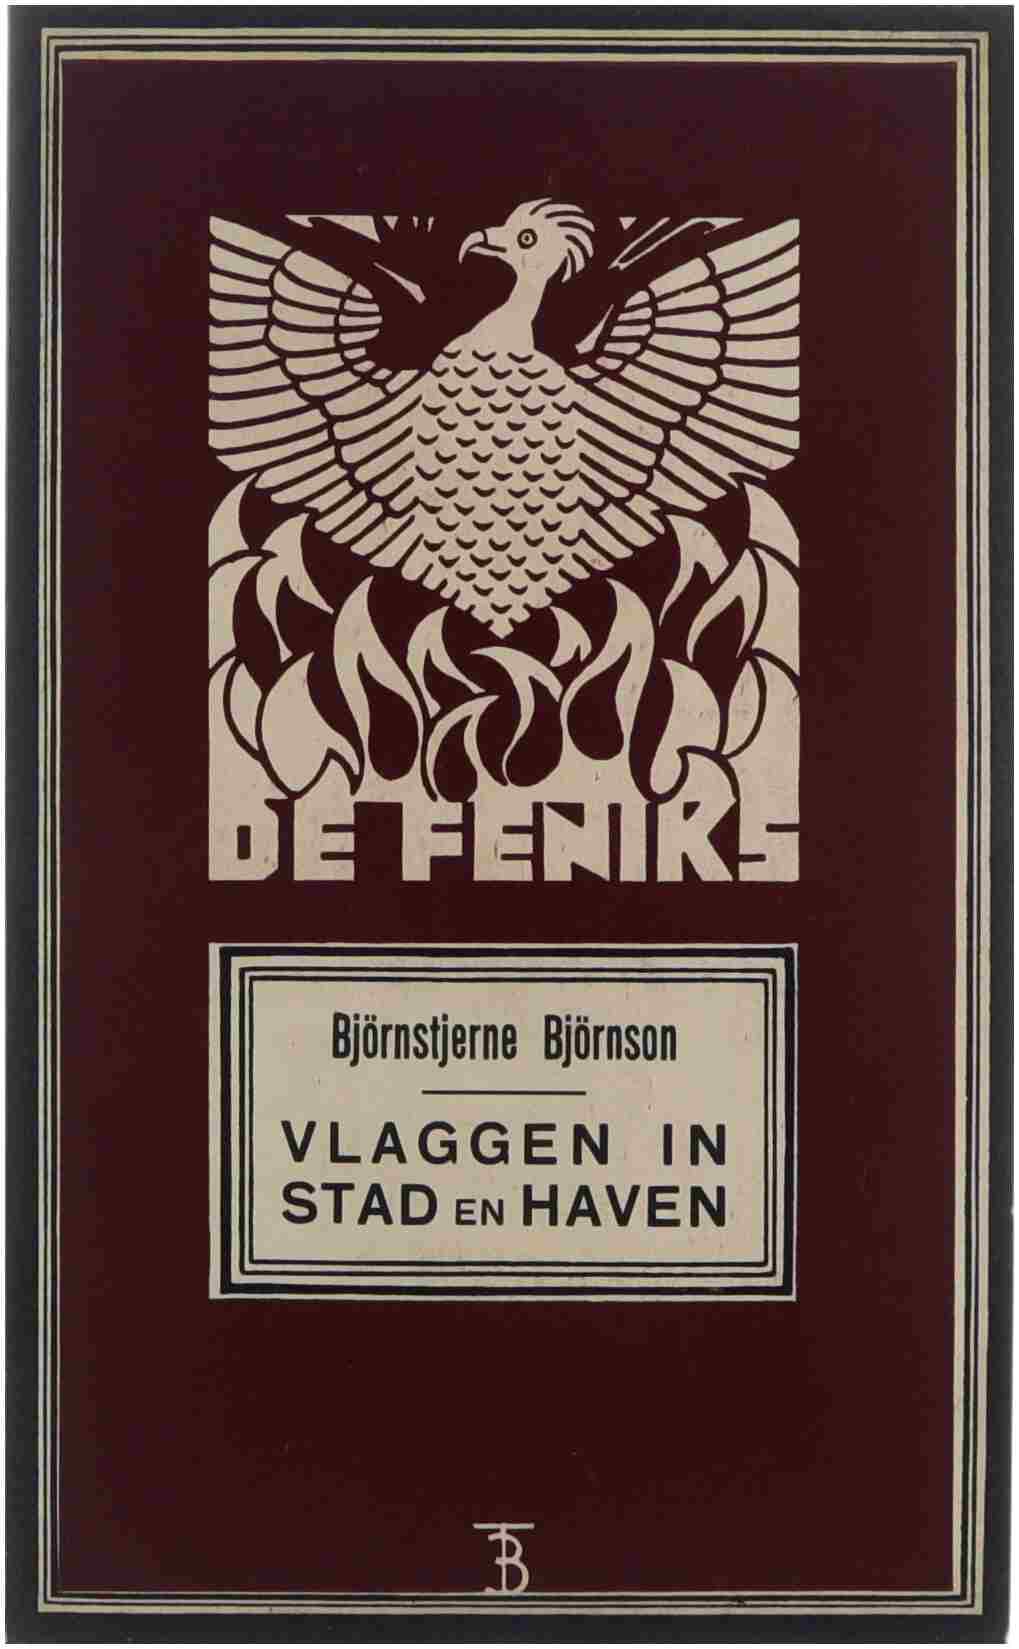 DE FENIKS
Björnstjerne Björnson
VLAGGEN IN
STAD EN HAVEN